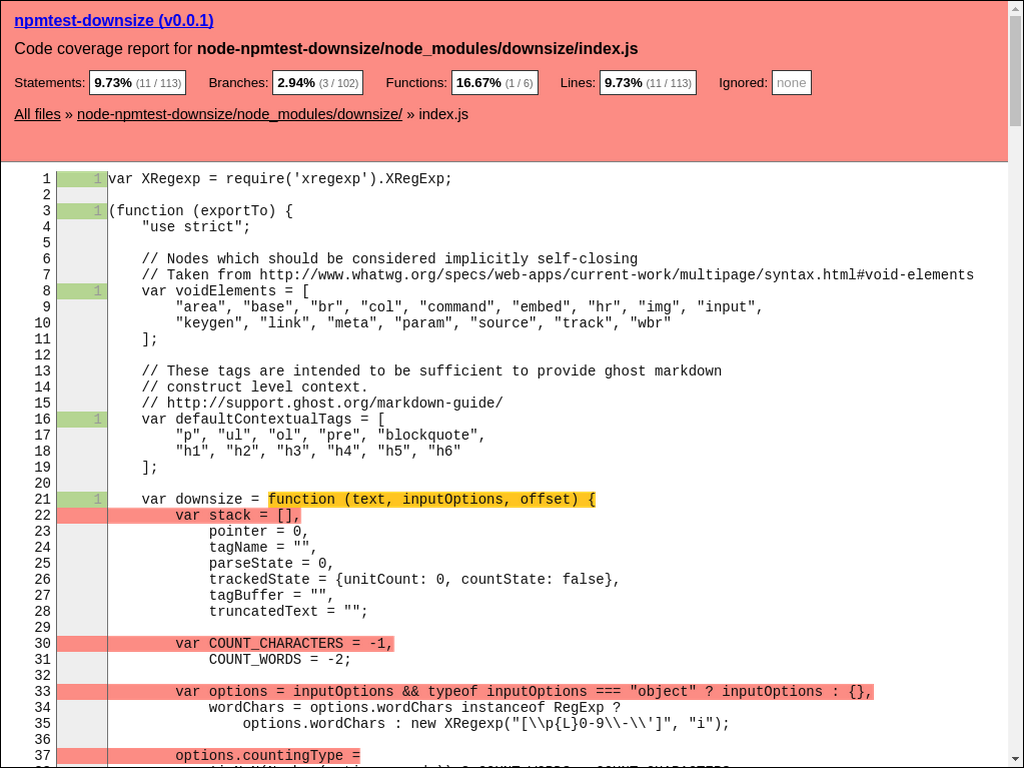 npmtest-downsize (v0.0.1)
Code coverage report for node-npmtest-downsize/node_modules/downsize/index.js
Statements: 9.73% (11 / 113) Branches: 2.94% (3 / 102) Functions: 16.67% (1 / 6) Lines: 9.73% (11 / 113) Ignored: none
All files » node-npmtest-downsize/node_modules/downsize/ » index.js
1 1 var XRegexp = require('xregexp').XRegExp;
2
3 1 (function (exportTo) {
4 "use strict";
5
6 // Nodes which should be considered implicitly self-closing
7 // Taken from http://www.whatwg.org/specs/web-apps/current-work/multipage/syntax.html#void-elements
8 1 var voidElements = [
9 "area", "base", "br", "col", "command", "embed", "hr", "img", "input",
10 "keygen", "link", "meta", "param", "source", "track", "wbr"
11 ];
12
13 // These tags are intended to be sufficient to provide ghost markdown
14 // construct level context.
15 // http://support.ghost.org/markdown-guide/
16 1 var defaultContextualTags = [
17 "p", "ul", "ol", "pre", "blockquote",
18 "h1", "h2", "h3", "h4", "h5", "h6"
19 ];
20
21 1 var downsize = function (text, inputOptions, offset) {
22 var stack = [],
23 pointer = 0,
24 tagName = "",
25 parseState = 0,
26 trackedState = {unitCount: 0, countState: false},
27 tagBuffer = "",
28 truncatedText = "";
29
30 var COUNT_CHARACTERS = -1,
31 COUNT_WORDS = -2;
32
33 var options = inputOptions && typeof inputOptions === "object" ? inputOptions : {},
34 wordChars = options.wordChars instanceof RegExp ?
35 options.wordChars : new XRegexp("[\\p{L}0-9\\-\\']", "i");
36
37 options.countingType =